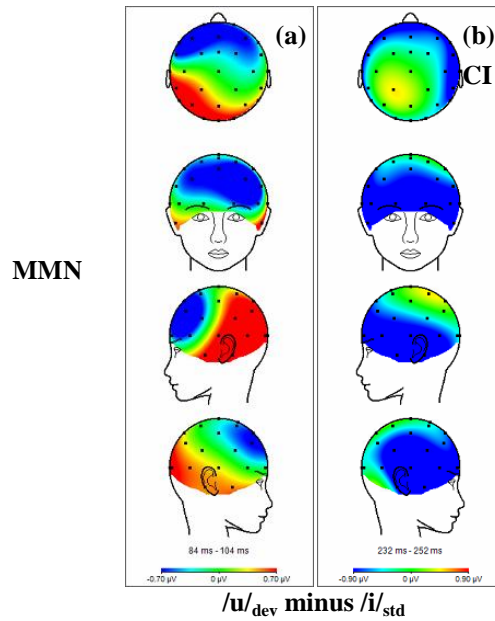 (a)
(b)
CI
MMN
84 ms - 104 ms
232 ms - 252 ms
-0.70 µV 0 µV 0.70 µV
-0.90 µV 0 µV 0.90 µV
/u/dev minus /i/std